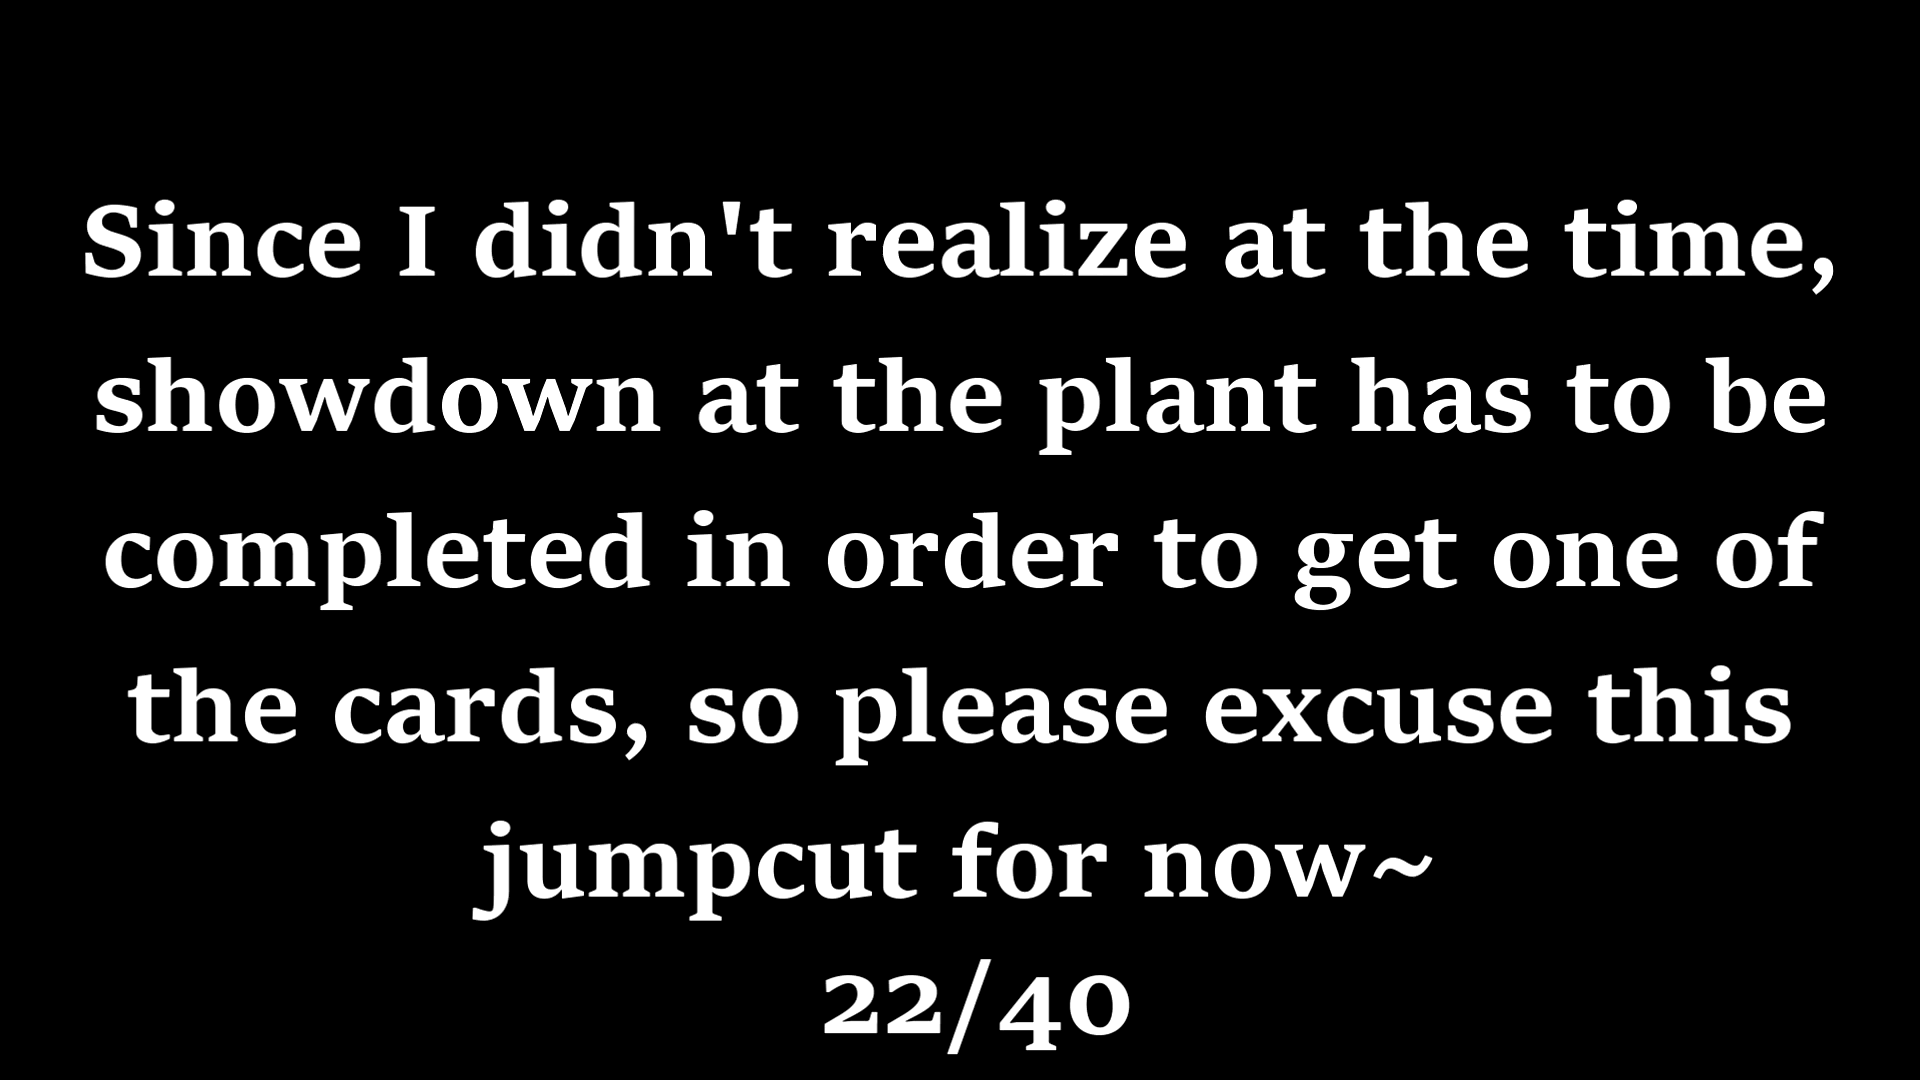 Since I didn't realize at the time,
showdown at the plant has to be
completed in order to get one of
the cards, so please excuse this
jumpcut for now~
22/40